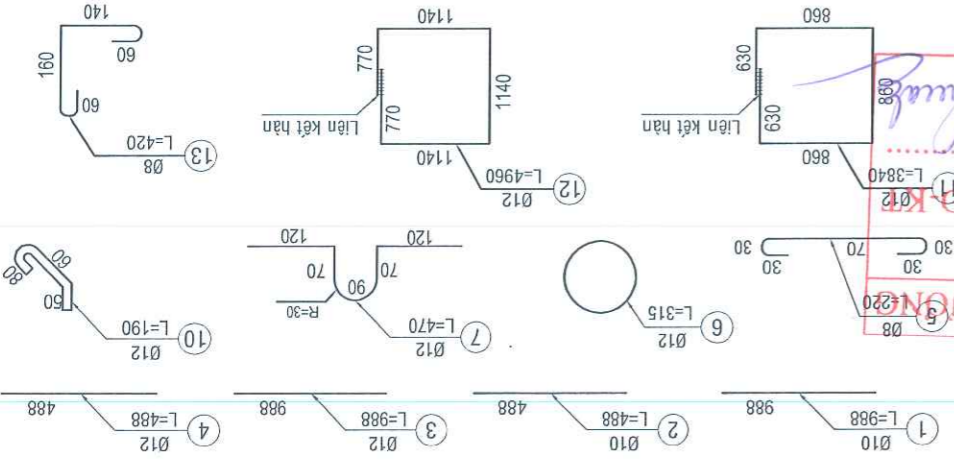 1 Ø10 L=988
988
2 Ø10 L=488
488
3 Ø12 L=988
988
4 Ø12 L=488
488
5 Ø8 L=220
30 30 70 30 30
6 Ø12 L=315
7 Ø12 L=470
R=30
90
70 70
120 120
10 Ø12 L=190
50
60
80
11 Ø12 L=3840
860
860
630
630
Liên kết hàn
860
12 Ø12 L=4960
1140
1140
770
770
Liên kết hàn
1140
13 Ø8 L=420
60
160
60
140
-KT